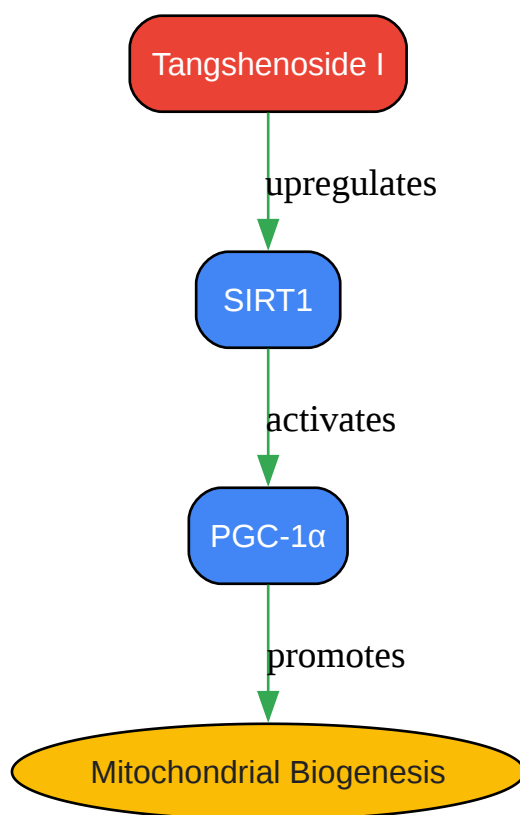 Tangshenoside I
upregulates
SIRT1
activates
PGC-1α
promotes
Mitochondrial Biogenesis